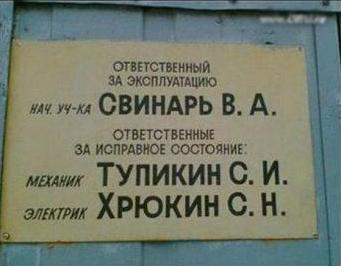 ОТВЕТСТВЕННЫЙ
ЗА ЭКСПЛУАТАЦИЮ
НАЧ. УЧ-КА СВИНАРЬ В. А.
ОТВЕТСТВЕННЫЕ
ЗА ИСПРАВНОЕ СОСТОЯНИЕ:
МЕХАНИК ТУПИКИН С. И.
ЭЛЕКТРИК ХРЮКИН С. Н.